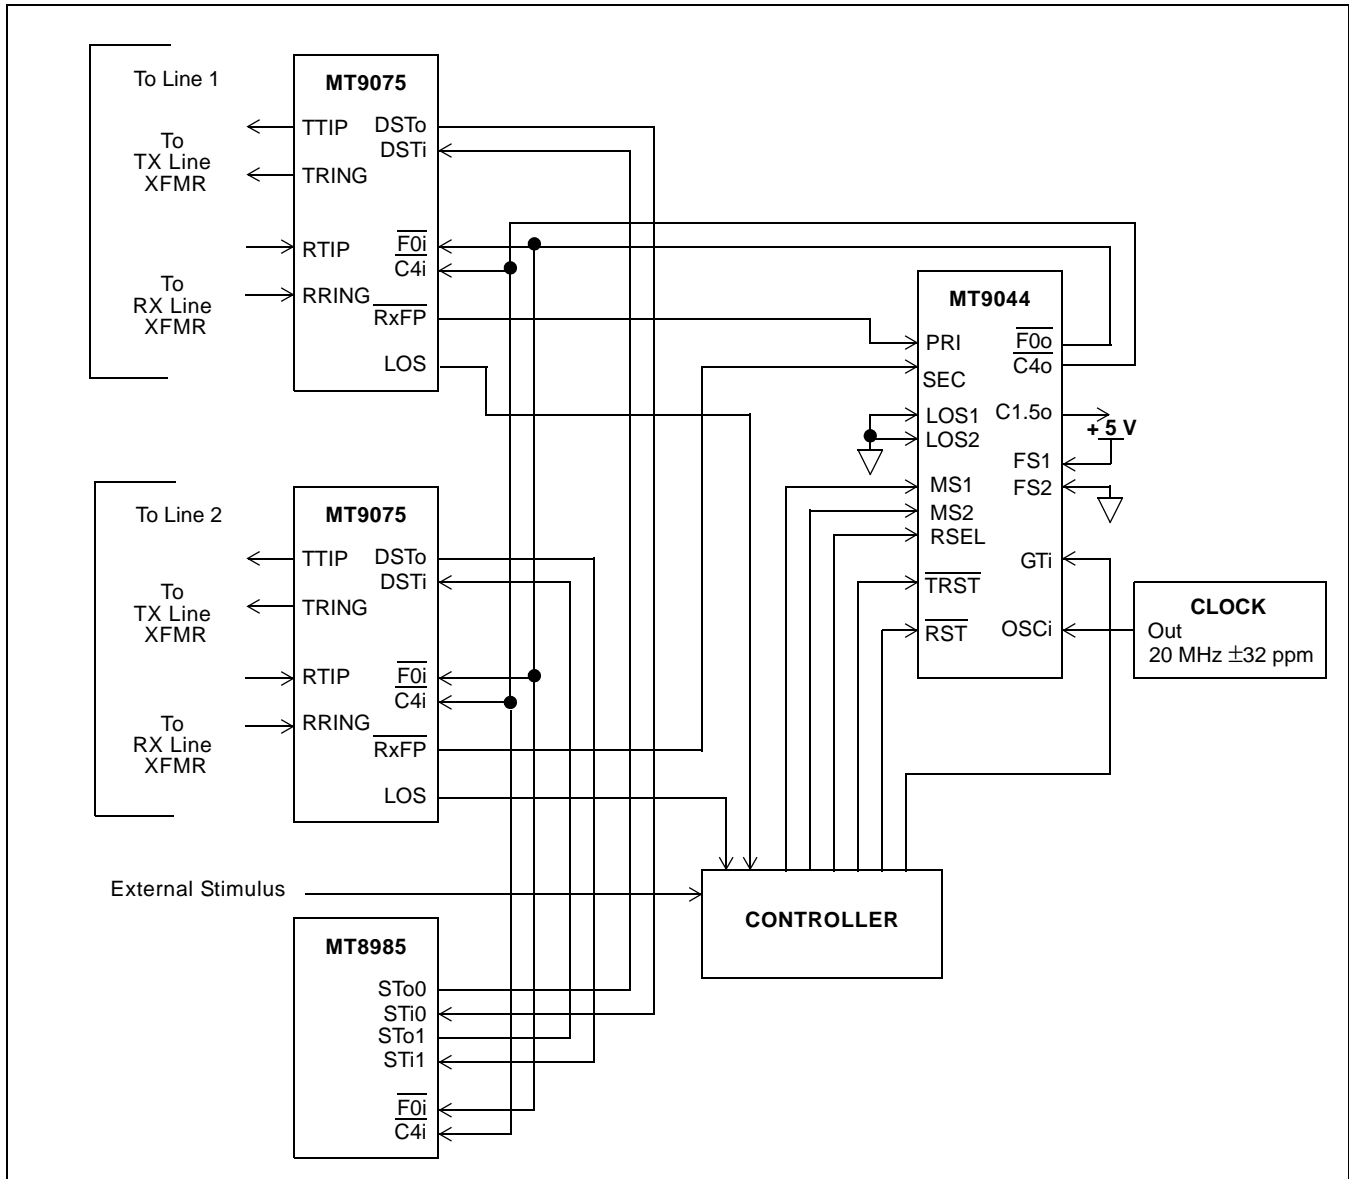 To Line 1
To
TX Line
XFMR
To
RX Line
XFMR
MT9075
TTIP
TRING
RTIP
RRING
DSTo
DSTi
F0i
C4i
RxFP
LOS
To Line 2
To
TX Line
XFMR
To
RX Line
XFMR
MT9075
TTIP
TRING
RTIP
RRING
DSTo
DSTi
F0i
C4i
RxFP
LOS
MT9044
PRI
SEC
LOS1
LOS2
MS1
MS2
RSEL
TRST
RST
F0o
C4o
C1.5o
+ 5 V
FS1
FS2
GTi
OSCi
CLOCK
Out
20 MHz ±32 ppm
External Stimulus
CONTROLLER
MT8985
STo0
STi0
STo1
STi1
F0i
C4i